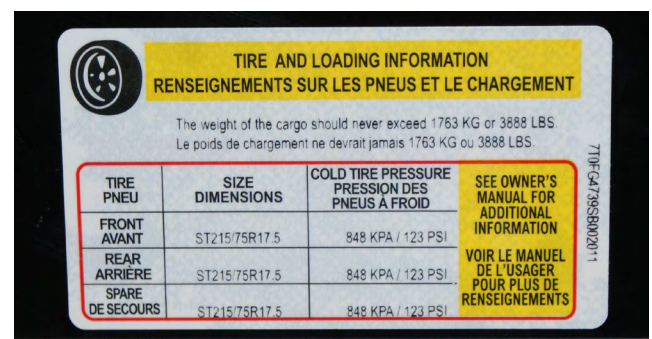 TIRE AND LOADING INFORMATION
RENSEIGNEMENTS SUR LES PNEUS ET LE CHARGEMENT
The weight of the cargo should never exceed 1763 KG or 3888 LBS.
Le poids de chargement ne devrait jamais 1763 KG ou 3888 LBS.
TIRE
PNEU
SIZE
DIMENSIONS
COLD TIRE PRESSURE
PRESSION DES
PNEUS À FROID
FRONT
AVANT
ST215/75R17.5
848 KPA / 123 PSI
REAR
ARRIÈRE
ST215/75R17.5
848 KPA / 123 PSI
SPARE
DE SECOURS
ST215/75R17.5
848 KPA / 123 PSI
SEE OWNER'S
MANUAL FOR
ADDITIONAL
INFORMATION
VOIR LE MANUEL
DE L'USAGER
POUR PLUS DE
RENSEIGNEMENTS
7T0FG4739SB002011